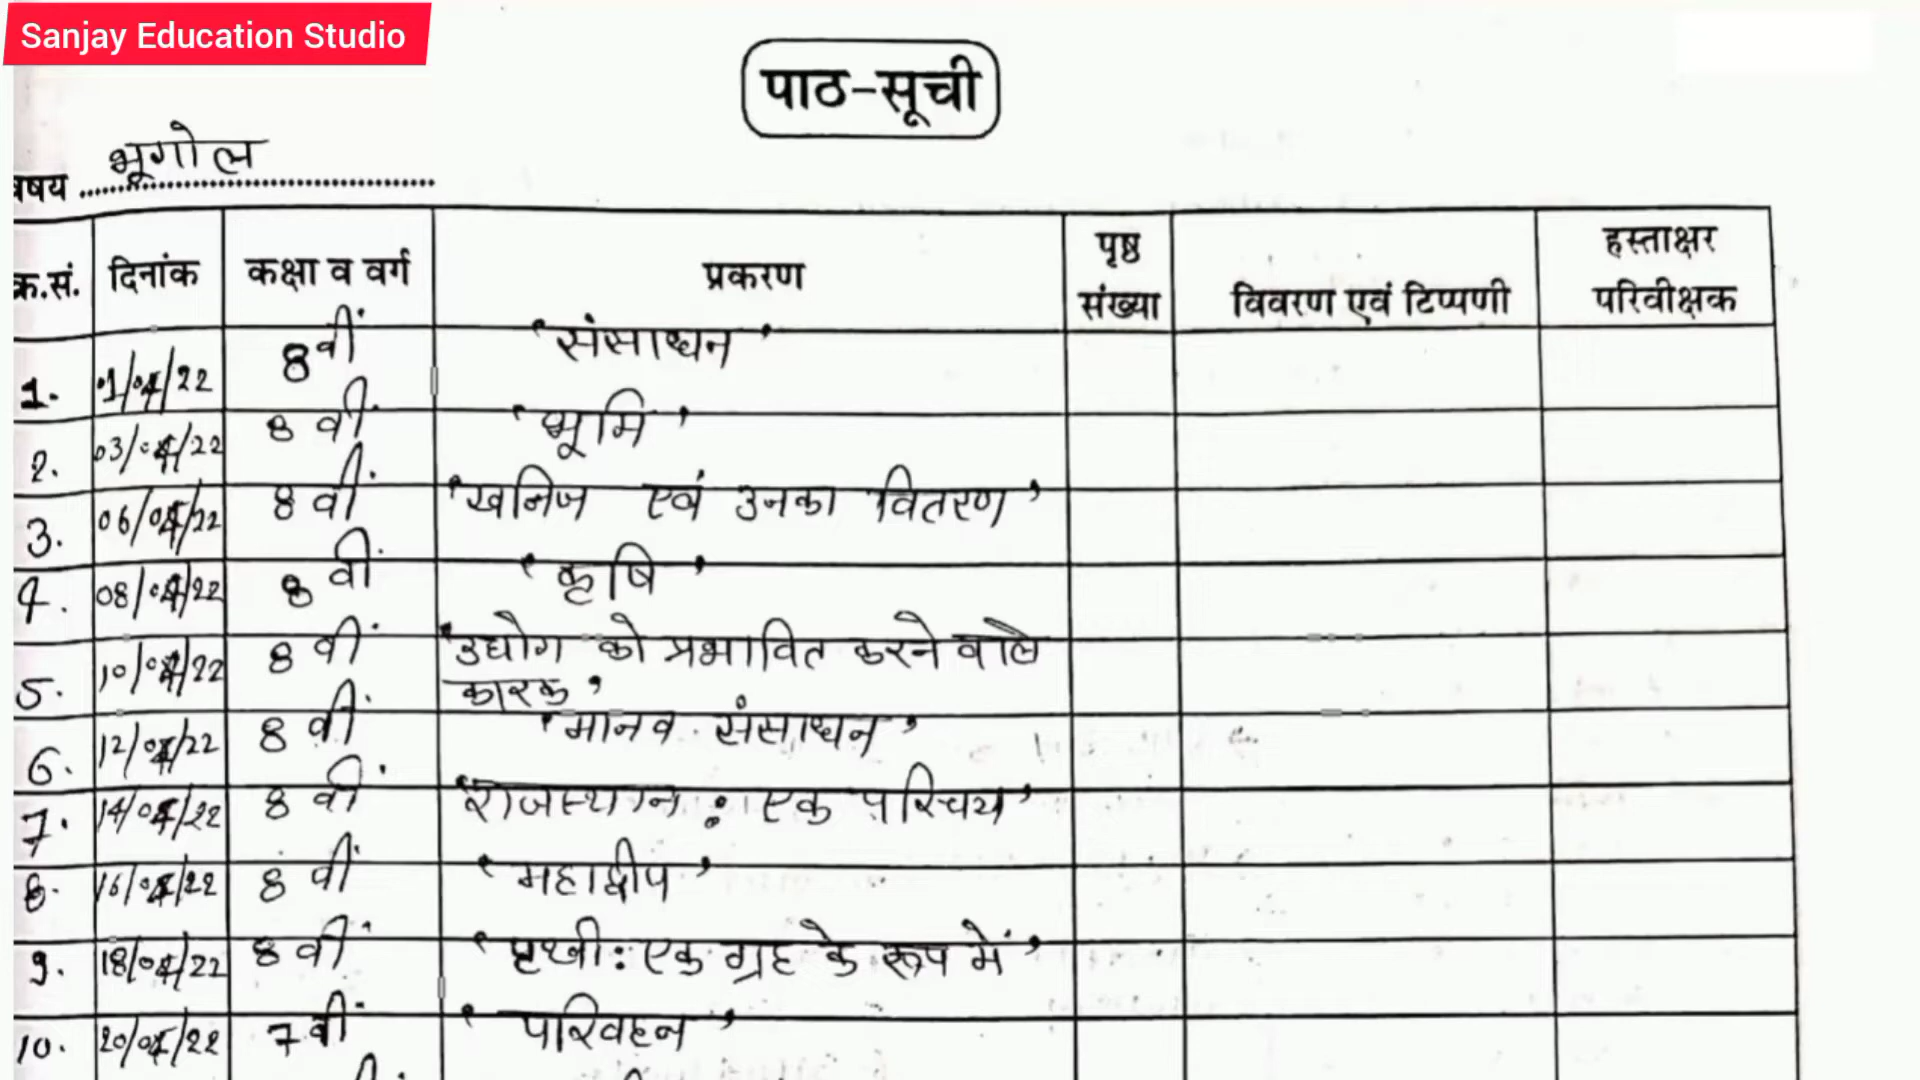 Sanjay Education Studio
पाठ-सूची
भूगोल
वषय
क्र.सं. दिनांक कक्षा व वर्ग प्रकरण पृष्ठ संख्या विवरण एवं टिप्पणी हस्ताक्षर परिवीक्षक
1. 01/04/22 8वीं 'संसाधन'
2. 03/04/22 8वीं 'भूमि'
3. 06/04/22 8वीं 'खनिज एवं उनका वितरण'
4. 08/04/22 8वीं 'कृषि'
5. 10/04/22 8वीं 'उद्योग को प्रभावित करने वाले
कारक'
6. 12/04/22 8वीं 'मानव संसाधन'
7. 14/04/22 8वीं 'राजस्थान : एक परिचय'
8. 16/04/22 8वीं 'महाद्वीप'
9. 18/04/22 8वीं 'पृथ्वी : एक ग्रह के रूप में'
10. 20/04/22 7वीं 'परिवहन'